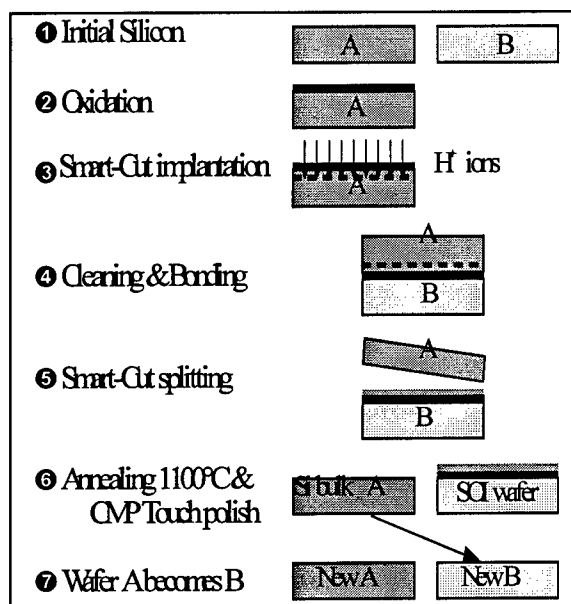 ❶ Initial Silicon
A
B
❷ Oxidation
A
❸ Smart-Cut implantation
A
H⁺ ions
A
❹ Cleaning & Bonding
B
A
❺ Smart-Cut splitting
B
❻ Annealing 1100°C &
CMP Touch polish
Si bulk A
SOI wafer
❼ Wafer A becomes B
New A
New B